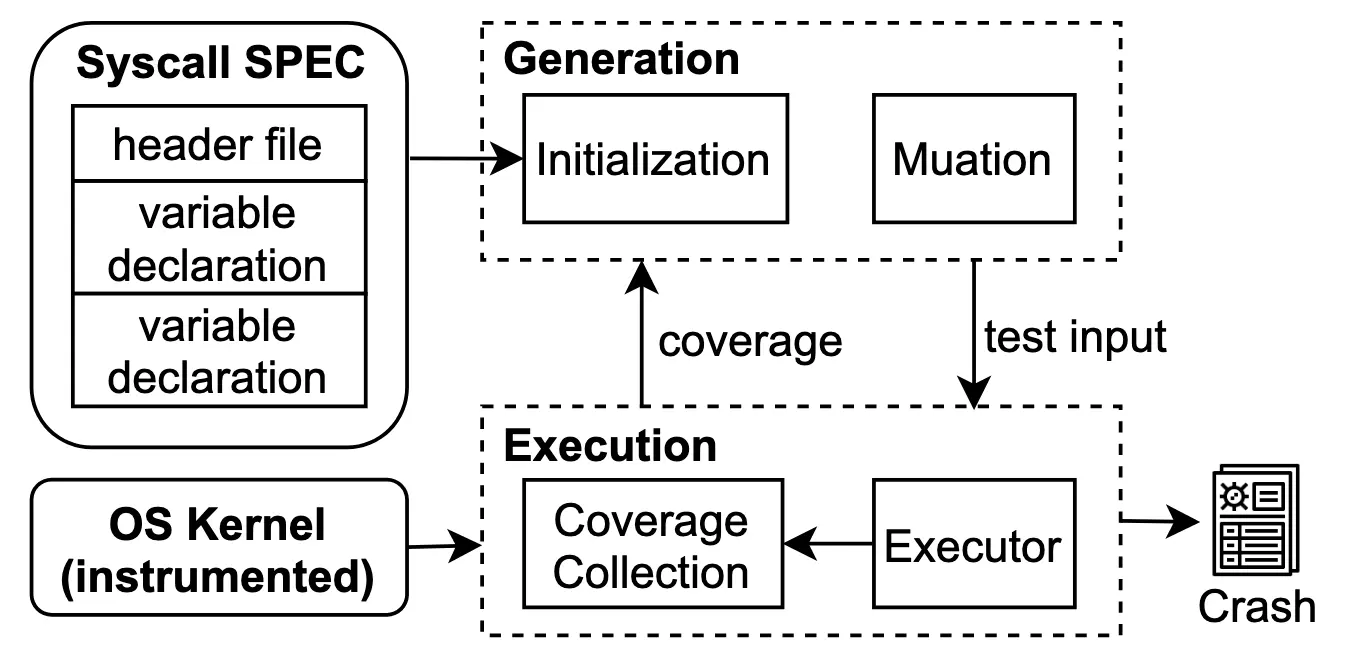 Syscall SPEC
header file
variable
declaration
variable
declaration
OS Kernel
(instrumented)
Generation
Initialization
Muation
coverage
test input
Execution
Coverage
Collection
Executor
Crash